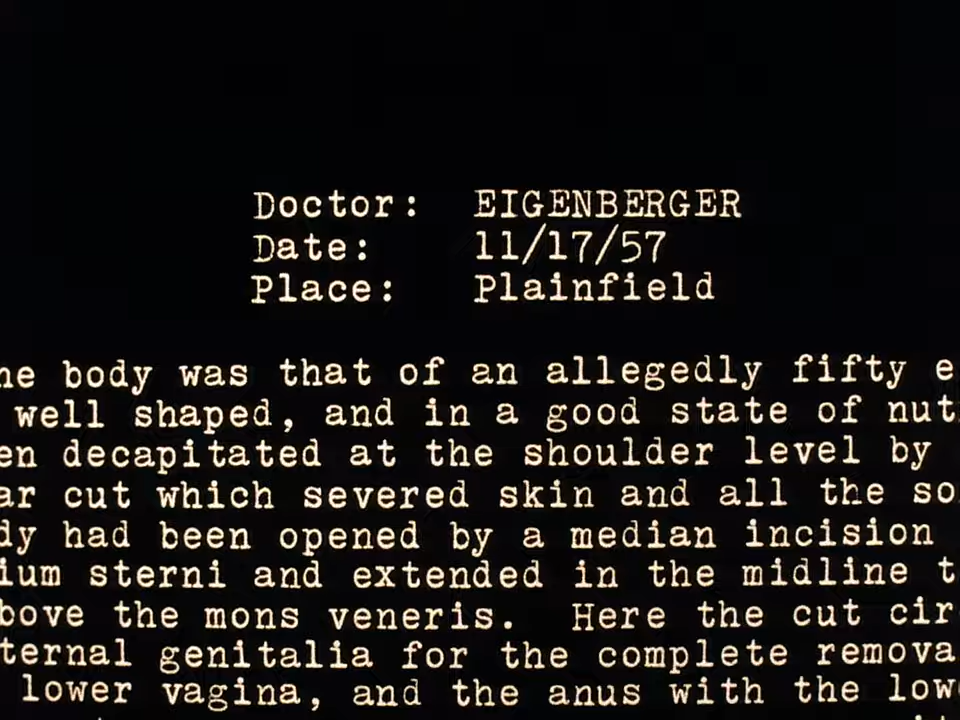 Doctor: EIGENBERGER
Date: 11/17/57
Place: Plainfield
he body was that of an allegedly fifty e
well shaped, and in a good state of nut
en decapitated at the shoulder level by
ar cut which severed skin and all the so
dy had been opened by a median incision
ium sterni and extended in the midline t
bove the mons veneris. Here the cut cir
ternal genitalia for the complete remova
lower vagina, and the anus with the low